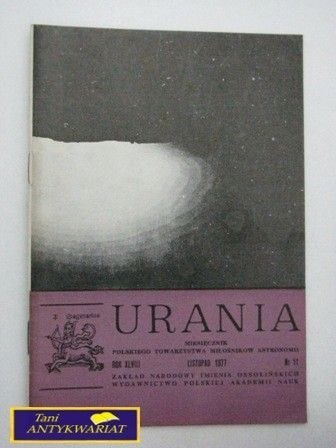 ♐ Sagittarius
URANIA
MIESIĘCZNIK
POLSKIEGO TOWARZYSTWA MIŁOŚNIKÓW ASTRONOMII
ROK XLVIII LISTOPAD 1977 Nr 11
ZAKŁAD NARODOWY IMIENIA OSSOLIŃSKICH
WYDAWNICTWO POLSKIEJ AKADEMII NAUK
Tani
ANTYKWARIAT